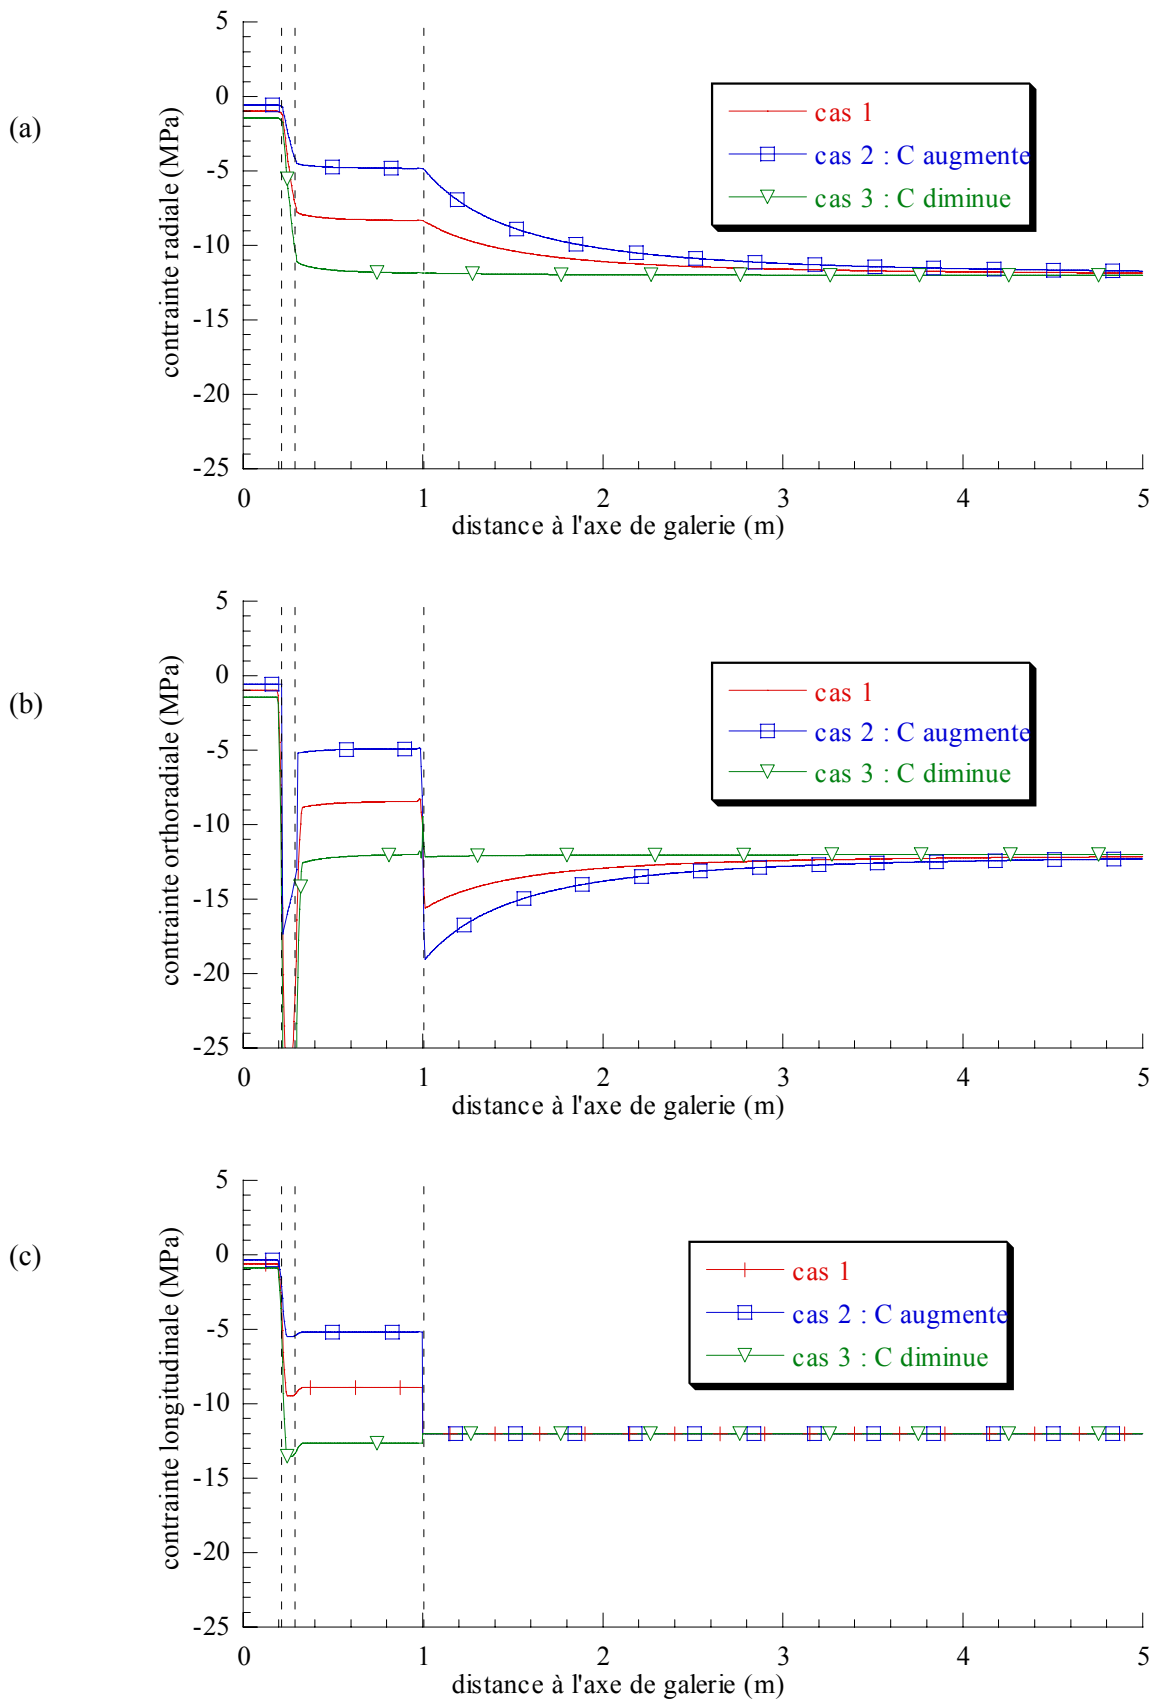 (a)
contrainte radiale (MPa)
5
0
-5
-10
-15
-20
-25
cas 1
cas 2 : C augmente
cas 3 : C diminue
0 1 2 3 4 5
distance à l'axe de galerie (m)
(b)
contrainte orthoradiale (MPa)
5
0
-5
-10
-15
-20
-25
cas 1
cas 2 : C augmente
cas 3 : C diminue
0 1 2 3 4 5
distance à l'axe de galerie (m)
(c)
contrainte longitudinale (MPa)
5
0
-5
-10
-15
-20
-25
cas 1
cas 2 : C augmente
cas 3 : C diminue
0 1 2 3 4 5
distance à l'axe de galerie (m)